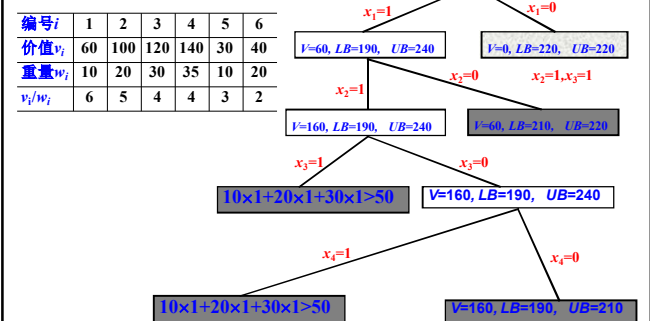 x1=1
x1=0
编号i 1 2 3 4 5 6
价值vi 60 100 120 140 30 40
重量wi 10 20 30 35 10 20
vi/wi 6 5 4 4 3 2
V=60, LB=190, UB=240
V=0, LB=220, UB=220
x2=1
x2=0
x2=1,x3=1
V=160, LB=190, UB=240
V=60, LB=210, UB=220
x3=1
x3=0
10×1+20×1+30×1>50
V=160, LB=190, UB=240
x4=1
x4=0
10×1+20×1+30×1>50
V=160, LB=190, UB=210